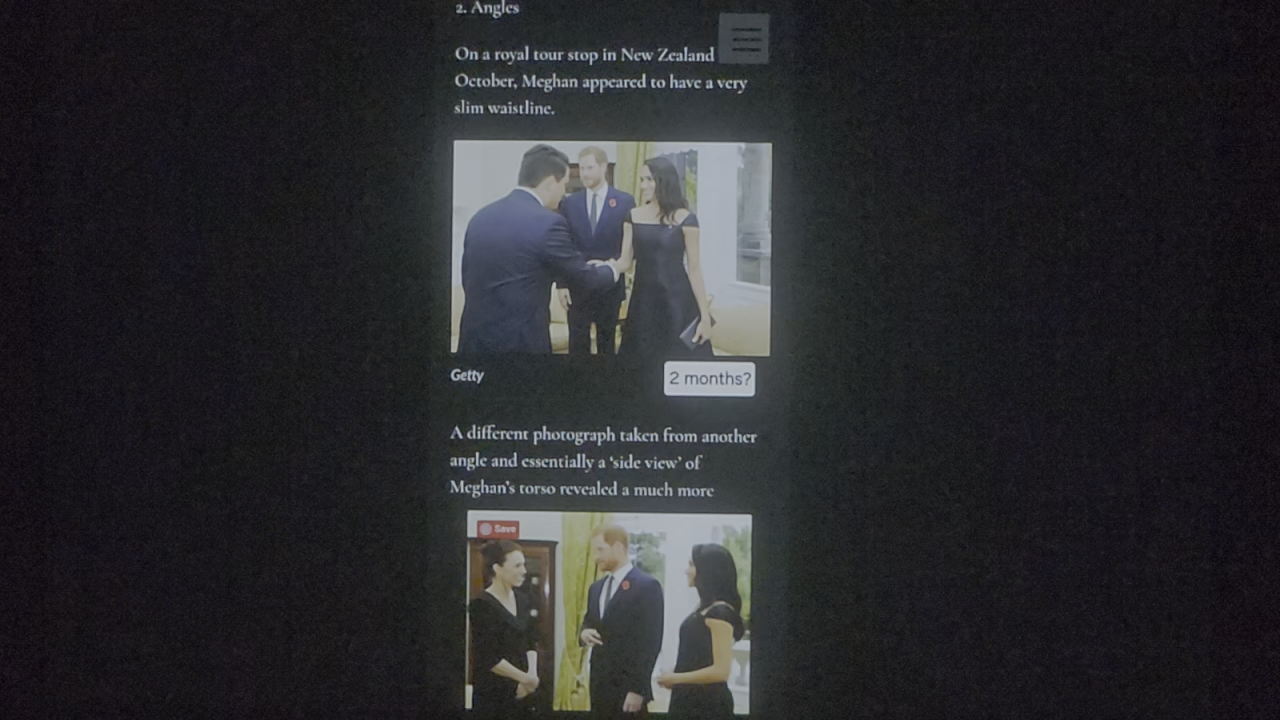 2. Angles
On a royal tour stop in New Zealand
October, Meghan appeared to have a very
slim waistline.
Getty
2 months?
A different photograph taken from another
angle and essentially a ‘side view’ of
Meghan’s torso revealed a much more
Save